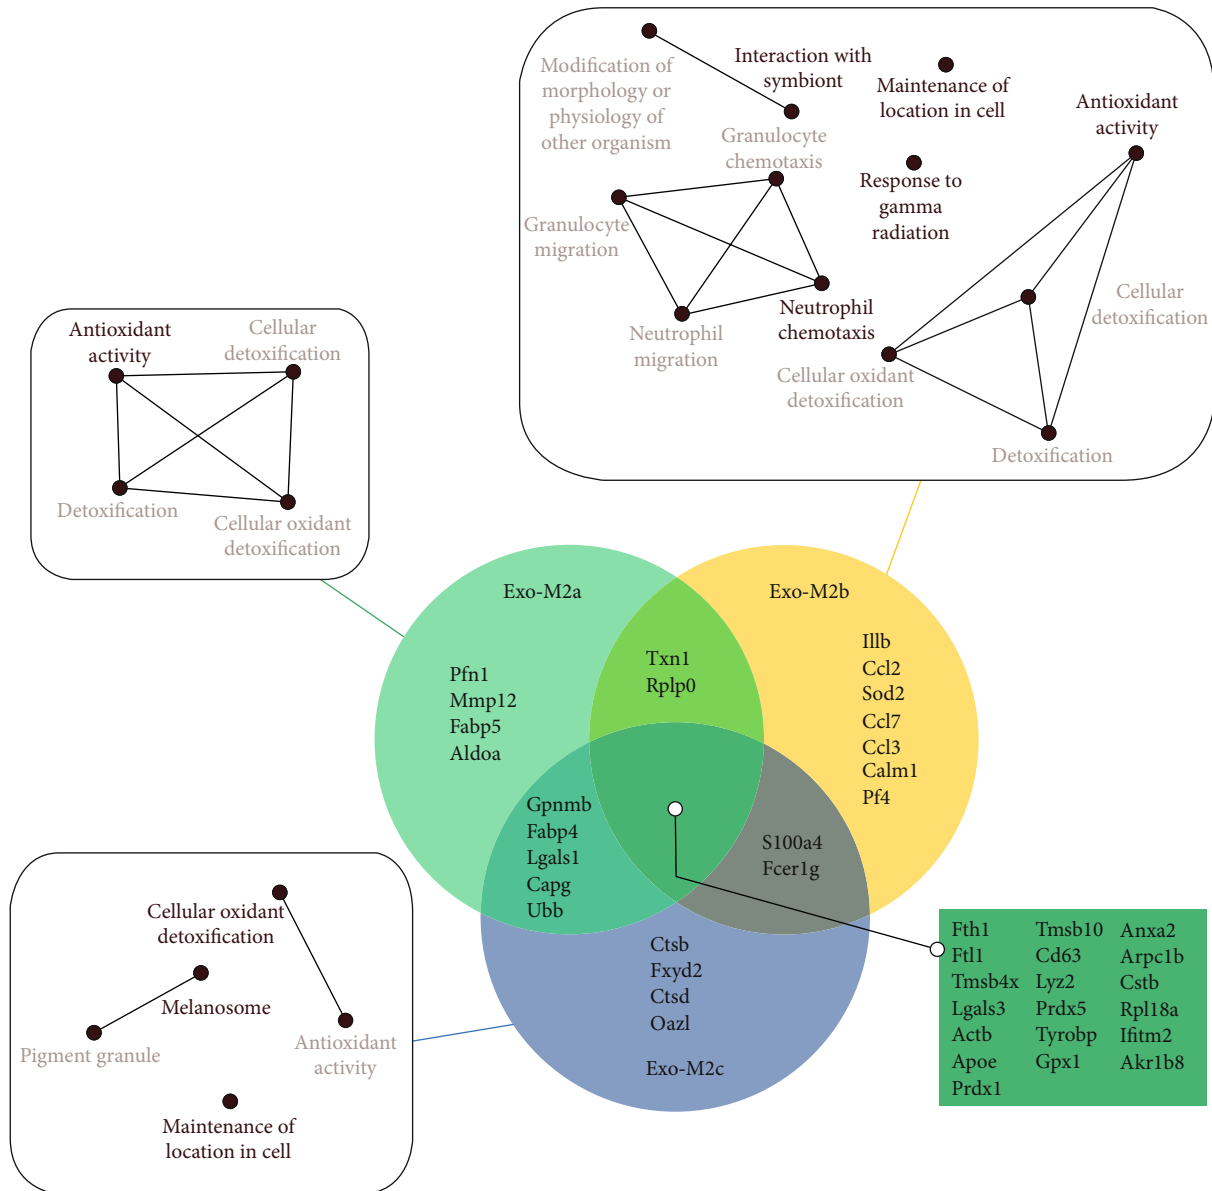 Modification of
morphology or
physiology of
other organism
Interaction with
symbiont
Maintenance of
location in cell
Antioxidant
activity
Granulocyte
chemotaxis
Response to
gamma
radiation
Granulocyte
migration
Neutrophil
migration
Neutrophil
chemotaxis
Cellular
detoxification
Cellular oxidant
detoxification
Detoxification
Antioxidant
activity
Cellular
detoxification
Detoxification
Cellular oxidant
detoxification
Exo-M2a
Exo-M2b
Txn1
Rplp0
Pfn1
Mmp12
Fabp5
Aldoa
Illb
Ccl2
Sod2
Ccl7
Ccl3
Calm1
Pf4
Gpnmb
Fabp4
Lgals1
Capg
Ubb
S100a4
Fcer1g
Ctsb
Fxyd2
Ctsd
Oazl
Exo-M2c
Cellular oxidant
detoxification
Melanosome
Pigment granule
Antioxidant
activity
Maintenance of
location in cell
Fth1 Tmsb10 Anxa2
Ftl1 Cd63 Arpc1b
Tmsb4x Lyz2 Cstb
Lgals3 Prdx5 Rpl18a
Actb Tyrobp Ifitm2
Apoe Gpx1 Akr1b8
Prdx1